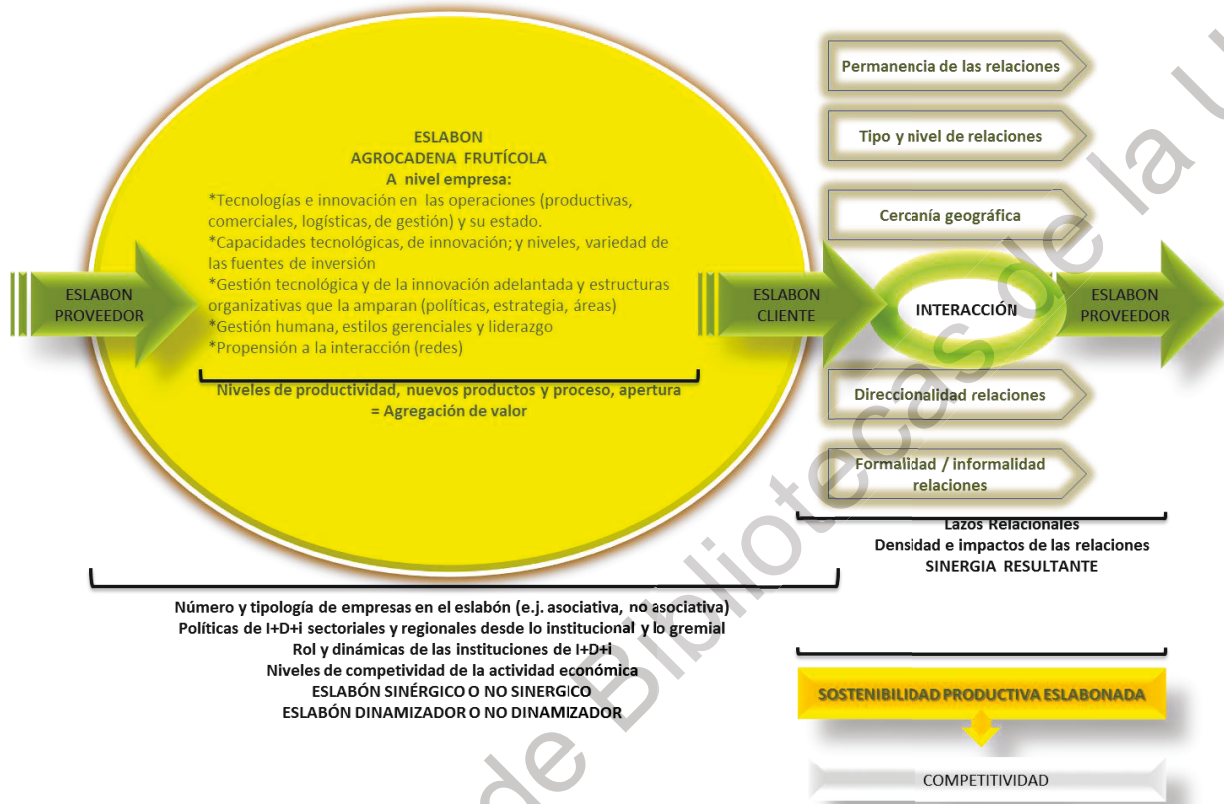 ESLABON
AGROCADENA FRUTÍCOLA
A nivel empresa:
*Tecnologías e innovación en las operaciones (productivas,
comerciales, logísticas, de gestión) y su estado.
*Capacidades tecnológicas, de innovación; y niveles, variedad de
las fuentes de inversión
*Gestión tecnológica y de la innovación adelantada y estructuras
organizativas que la amparan (políticas, estrategia, áreas)
*Gestión humana, estilos gerenciales y liderazgo
*Propensión a la interacción (redes)
Niveles de productividad, nuevos productos y proceso, apertura
= Agregación de valor
ESLABON
PROVEEDOR
ESLABON
CLIENTE
INTERACCIÓN
ESLABON
PROVEEDOR
Permanencia de las relaciones
Tipo y nivel de relaciones
Cercanía geográfica
Direccionalidad relaciones
Formalidad / informalidad
relaciones
Lazos Relacionales
Densidad e impactos de las relaciones
SINERGIA RESULTANTE
Número y tipología de empresas en el eslabón (e.j. asociativa, no asociativa)
Políticas de I+D+i sectoriales y regionales desde lo institucional y lo gremial
Rol y dinámicas de las instituciones de I+D+i
Niveles de competividad de la actividad económica
ESLABÓN SINÉRGICO O NO SINERGICO
ESLABÓN DINAMIZADOR O NO DINAMIZADOR
SOSTENIBILIDAD PRODUCTIVA ESLABONADA
COMPETITIVIDAD
de Bibliotecas de la U